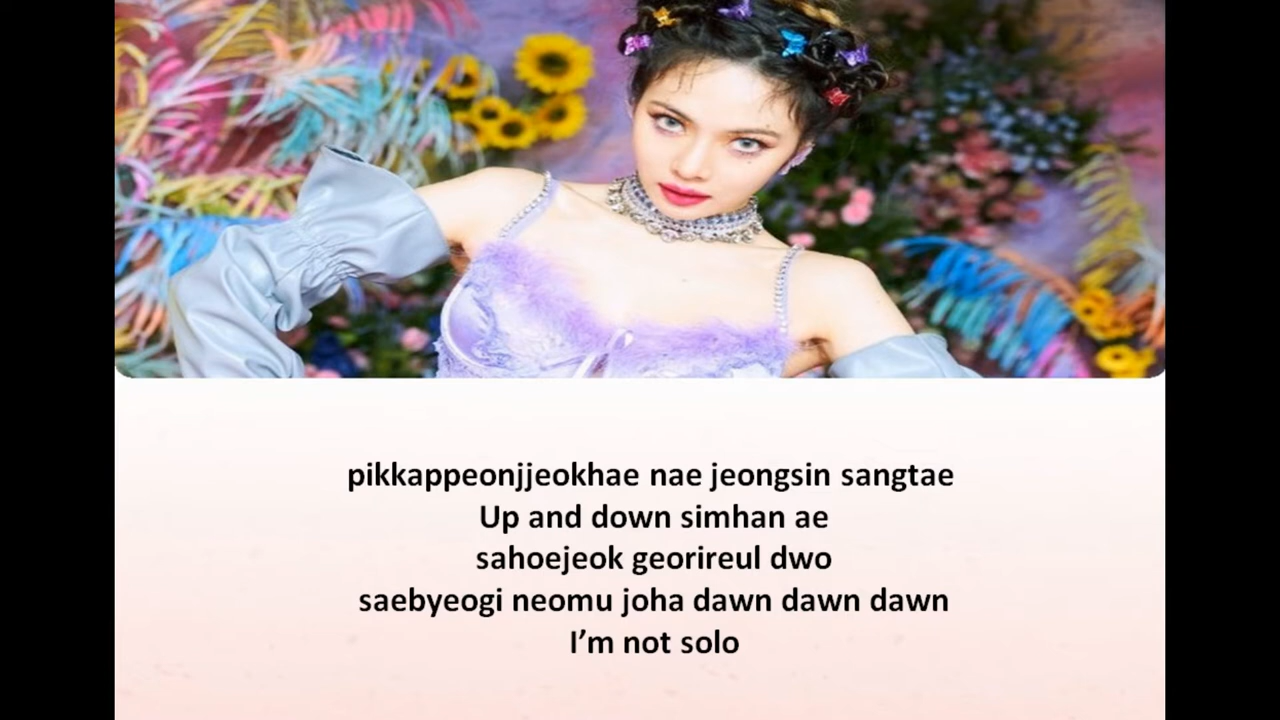 pikkappeonjjeokhae nae jeongsin sangtae
Up and down simhan ae
sahoejeok georireul dwo
saebyeogi neomu joha dawn dawn dawn
I’m not solo